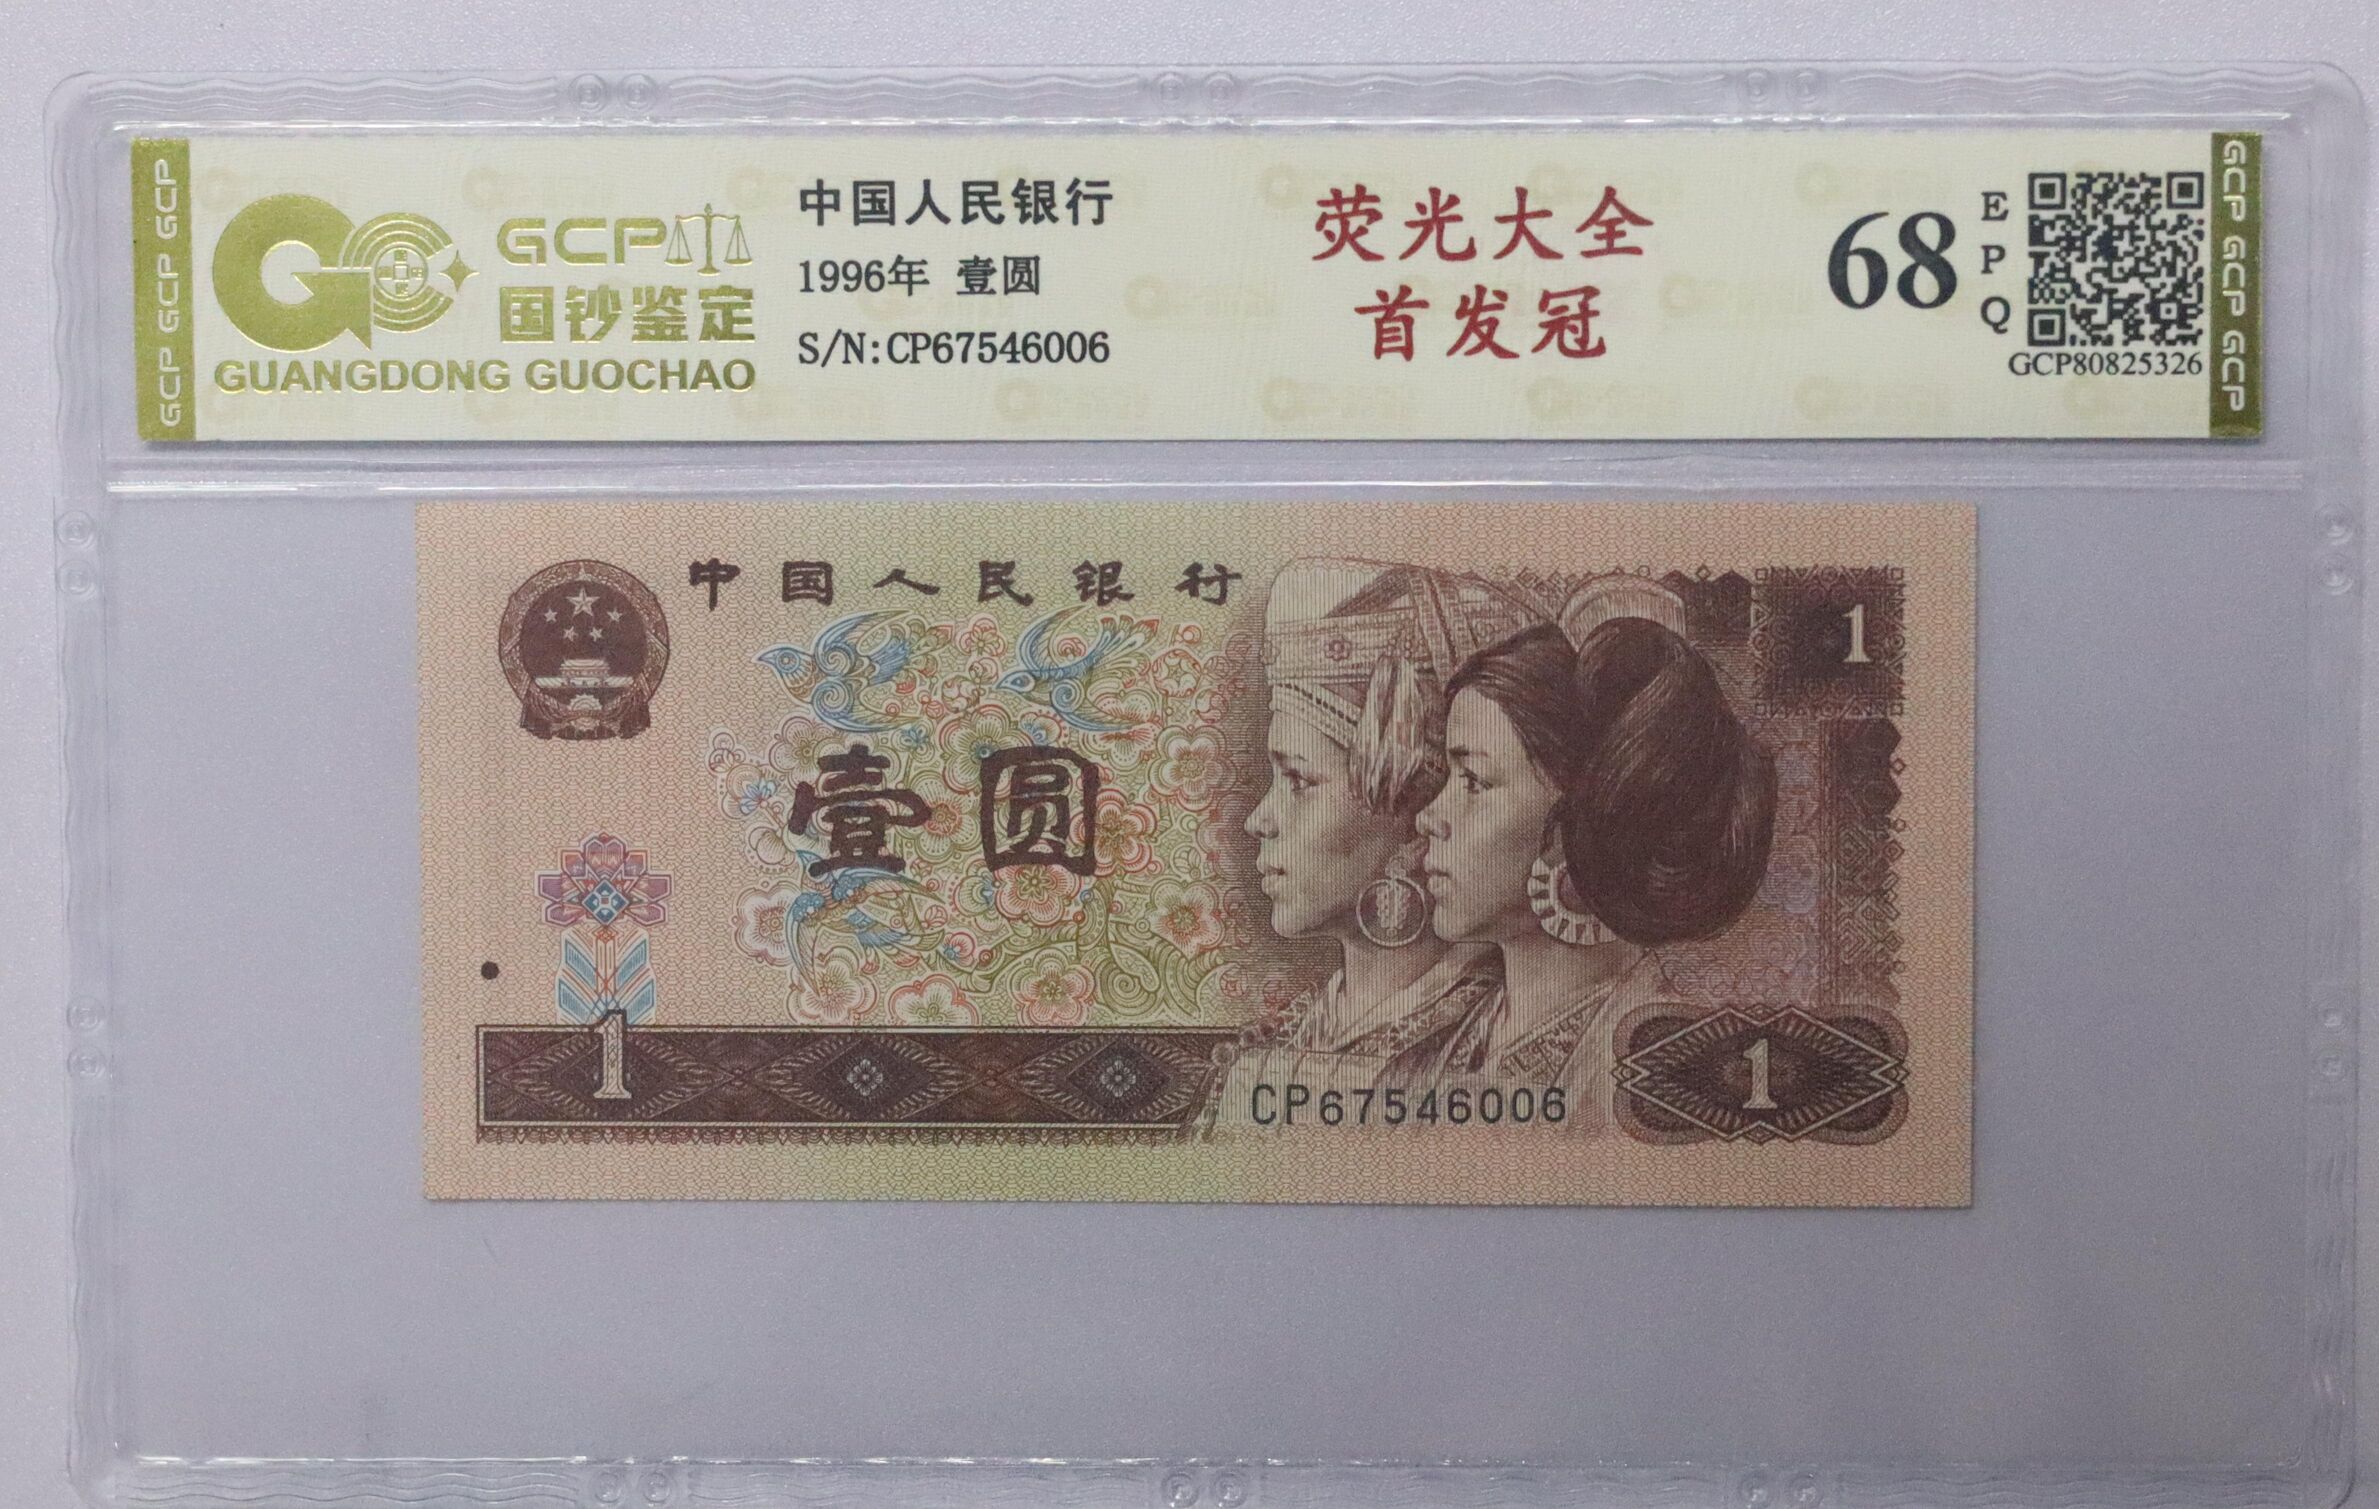 GCP GCP GCP
GCP
国钞鉴定
GUANGDONG GUOCHAO
中国人民银行
1996年 壹圆
S/N:CP67546006
荧光大全
首发冠
68
E
P
Q
GCP80825326
GCP GCP GCP
中国人民银行
1
壹圆
1
CP67546006
1